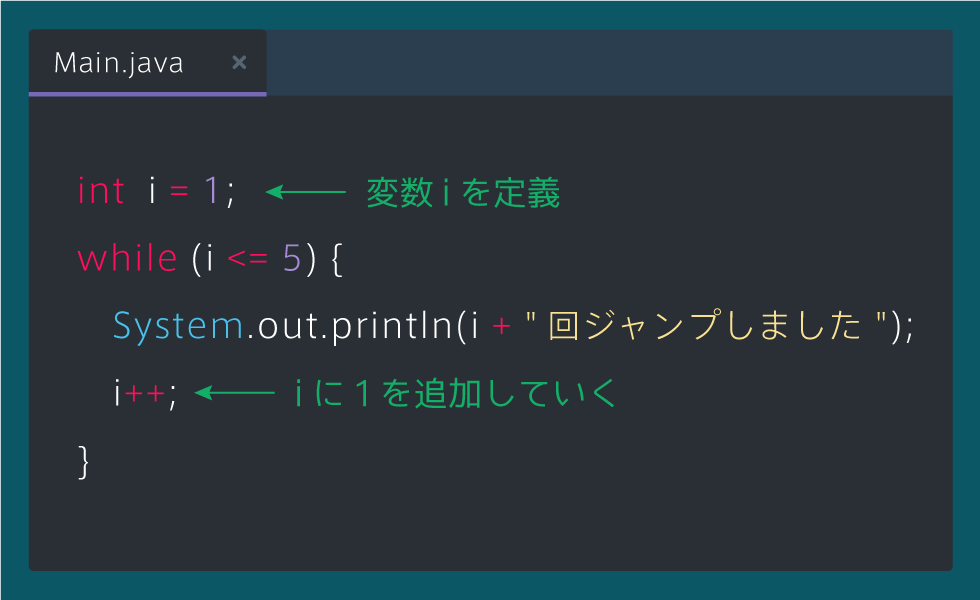 Main.java ×
int i = 1; ← 変数 i を定義
while (i <= 5) {
System.out.println(i + " 回ジャンプしました ");
i++; ← i に 1 を追加していく
}